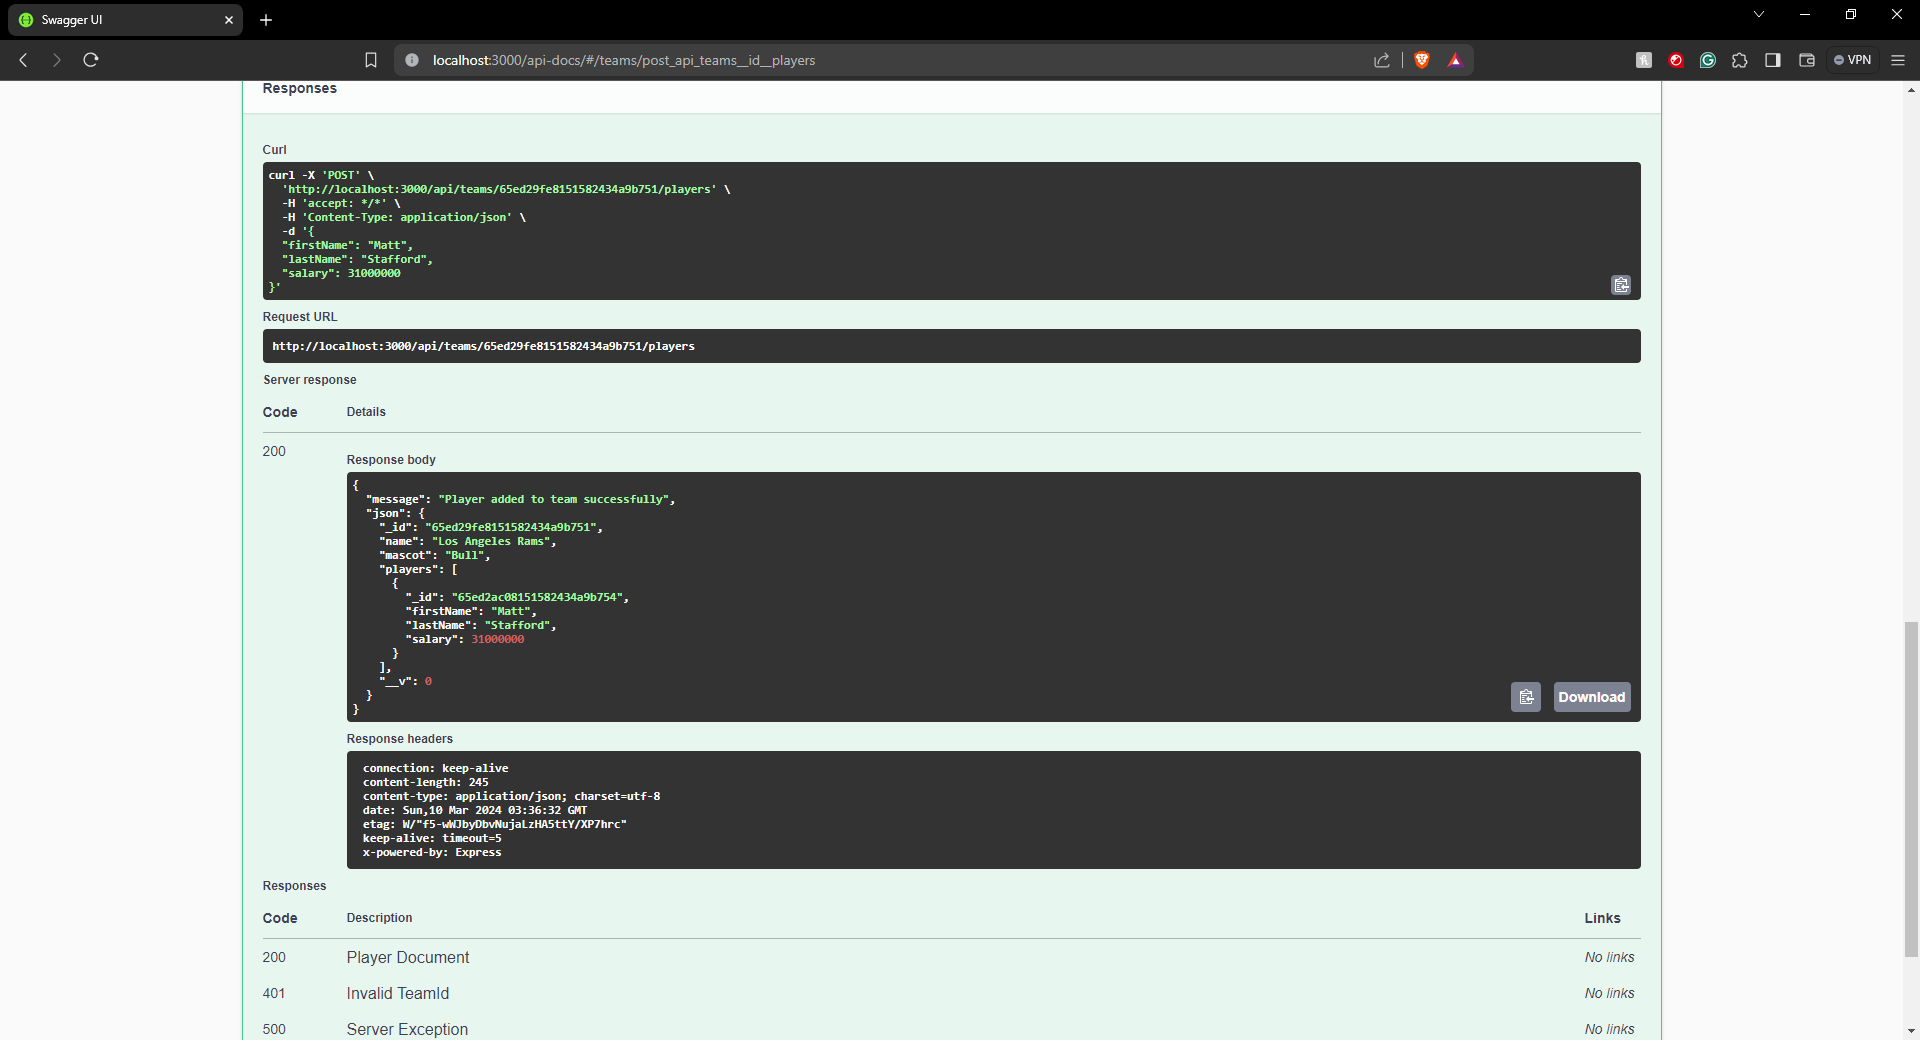 Swagger UI
localhost:3000/api-docs/#/teams/post_api_teams__id__players
VPN
Responses
Curl
curl -X 'POST' \
'http://localhost:3000/api/teams/65ed29fe8151582434a9b751/players' \
-H 'accept: */*' \
-H 'Content-Type: application/json' \
-d '{
"firstName": "Matt",
"lastName": "Stafford",
"salary": 31000000
}'
Request URL
http://localhost:3000/api/teams/65ed29fe8151582434a9b751/players
Server response
Code Details
200
Response body
{
"message": "Player added to team successfully",
"json": {
"_id": "65ed29fe8151582434a9b751",
"name": "Los Angeles Rams",
"mascot": "Bull",
"players": [
{
"_id": "65ed2ac08151582434a9b754",
"firstName": "Matt",
"lastName": "Stafford",
"salary": 31000000
}
],
"__v": 0
}
}
Download
Response headers
connection: keep-alive
content-length: 245
content-type: application/json; charset=utf-8
date: Sun,10 Mar 2024 03:36:32 GMT
etag: W/"f5-wWJbyDbvNujaLzHA5ttY/XP7hrc"
keep-alive: timeout=5
x-powered-by: Express
Responses
Code Description Links
200 Player Document No links
401 Invalid TeamId No links
500 Server Exception No links